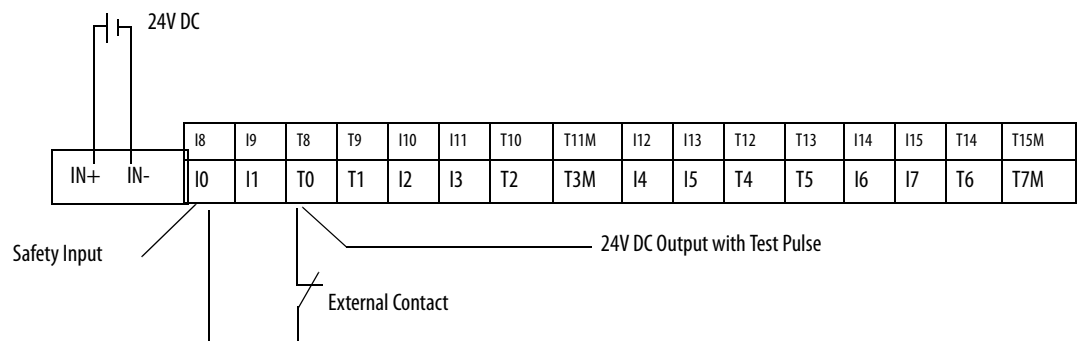 24V DC
I8 I9 T8 T9 I10 I11 T10 T11M I12 I13 T12 T13 I14 I15 T14 T15M
IN+ IN- I0 I1 T0 T1 I2 I3 T2 T3M I4 I5 T4 T5 I6 I7 T6 T7M
Safety Input
24V DC Output with Test Pulse
External Contact